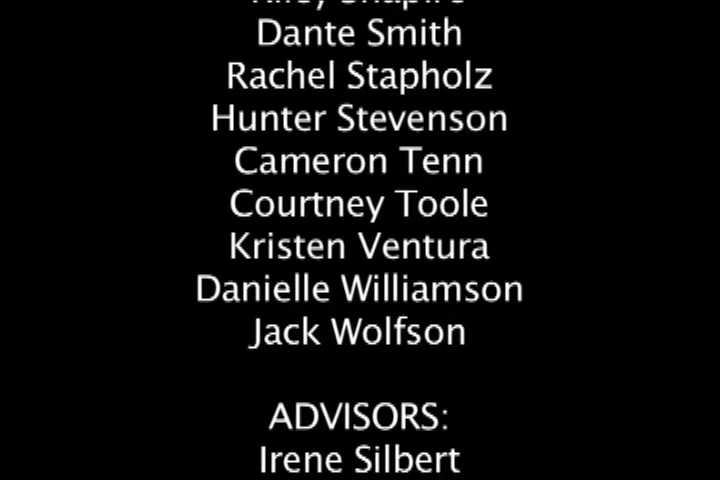 Dante Smith
Rachel Stapholz
Hunter Stevenson
Cameron Tenn
Courtney Toole
Kristen Ventura
Danielle Williamson
Jack Wolfson
ADVISORS:
Irene Silbert